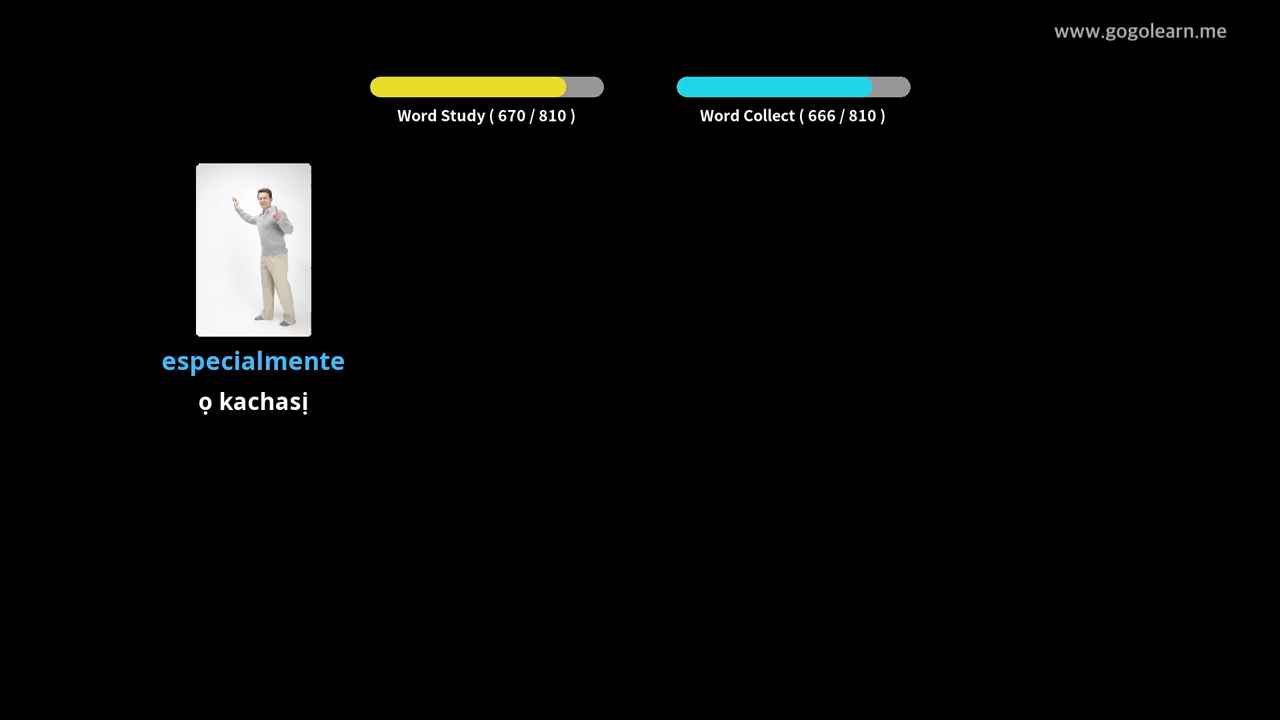 www.gogolearn.me
Word Study ( 670 / 810 )
Word Collect ( 666 / 810 )
especialmente
ọ kachasị